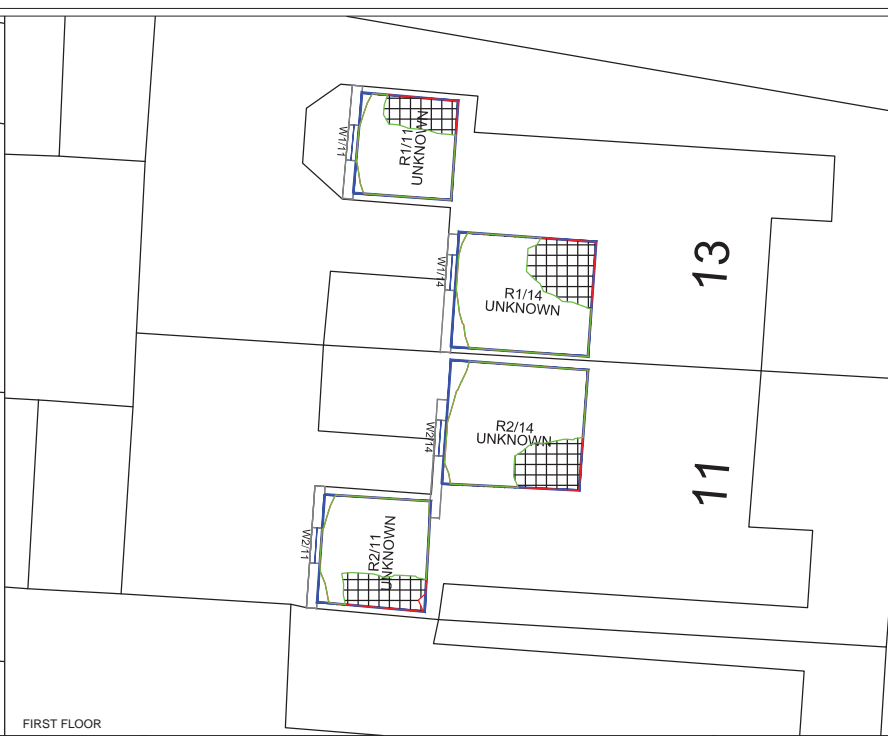 W1/11
R1/11
UNKNOWN
W1/14
R1/14
UNKNOWN
13
W2/14
R2/14
UNKNOWN
11
W2/11
R2/11
UNKNOWN
FIRST FLOOR